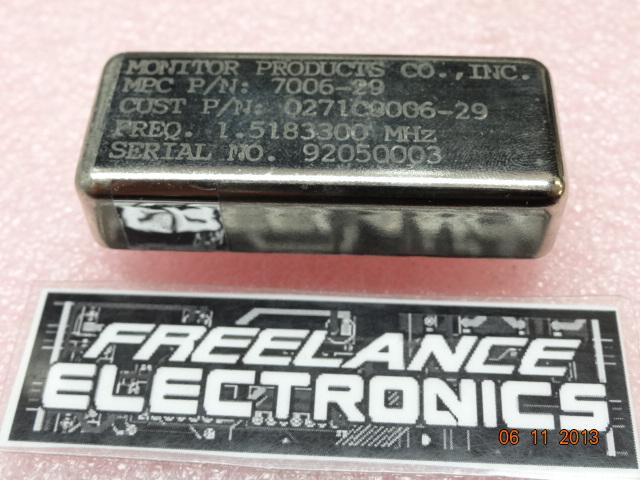 MONITOR PRODUCTS CO.,INC.
MPC P/N: 7006-29
CUST P/N: 0271C0006-29
FREQ. 1.5183300 MHz
SERIAL NO. 92050003
FREELANCE
ELECTRONICS
06 11 2013